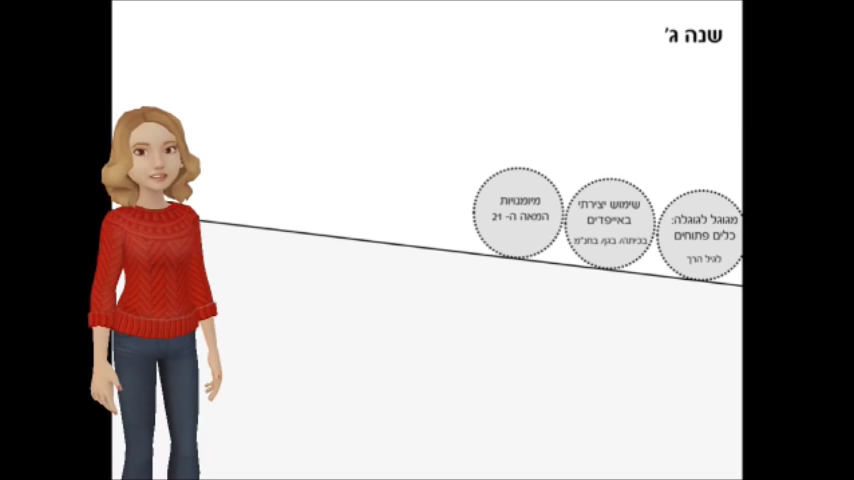 שנה ג'
מגוגל לגוגלה:
כלים פתוחים
לגיל הרך
שימוש יצירתי
באייפדים
בכיתה/ בגן/ בחנ"מ
מיומנויות
המאה ה- 21